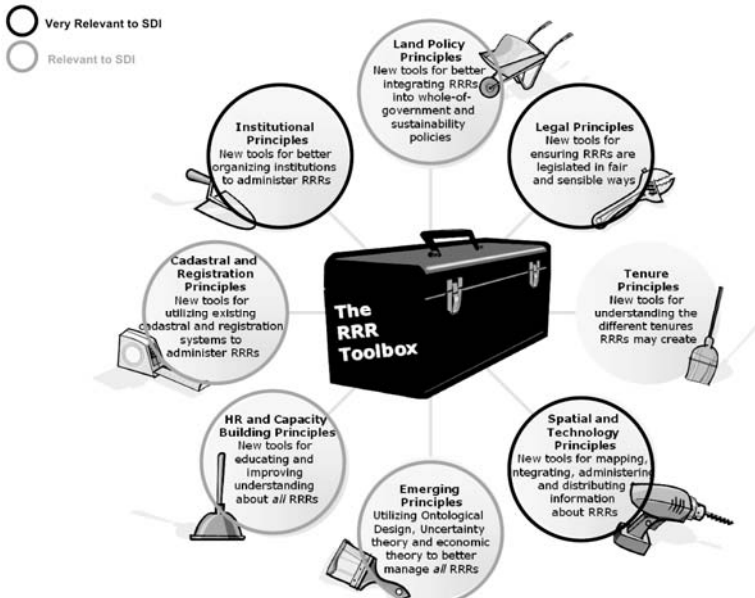 Very Relevant to SDI
Relevant to SDI
Land Policy
Principles
New tools for better
integrating RRRs
into whole-of-
government and
sustainability
policies
Institutional
Principles
New tools for better
organizing institutions
to administer RRRs
Legal Principles
New tools for
ensuring RRRs are
legislated in fair
and sensible ways
Cadastral and
Registration
Principles
New tools for
utilizing existing
cadastral and registration
systems to
administer RRRs
The
RRR
Toolbox
Tenure
Principles
New tools for
understanding the
different tenures
RRRs may create
HR and Capacity
Building Principles
New tools for
educating and
improving
understanding
about all RRRs
Emerging
Principles
Utilizing Ontological
Design, Uncertainty
theory and economic
theory to better
manage all RRRs
Spatial and
Technology
Principles
New tools for mapping,
integrating, administering
and distributing
information
about RRRs